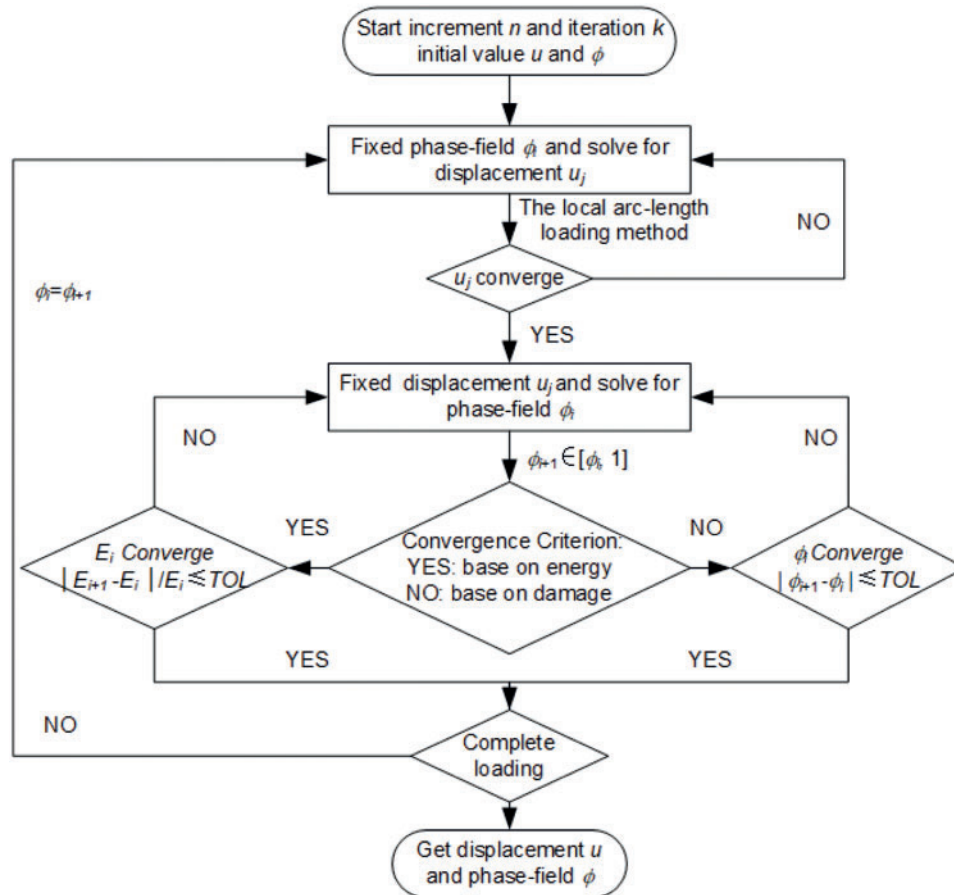 Start increment n and iteration k
initial value u and ϕ
Fixed phase-field ϕi and solve for
displacement uj
The local arc-length
loading method
NO
uj converge
ϕi=ϕi+1
YES
Fixed displacement uj and solve for
phase-field ϕi
NO
NO
ϕi+1∈[ϕi, 1]
YES
NO
Ei Converge
|Ei+1-Ei|/Ei⩽TOL
Convergence Criterion:
YES: base on energy
NO: base on damage
ϕi Converge
|ϕi+1-ϕi|⩽TOL
YES
YES
NO
Complete
loading
Get displacement u
and phase-field ϕ